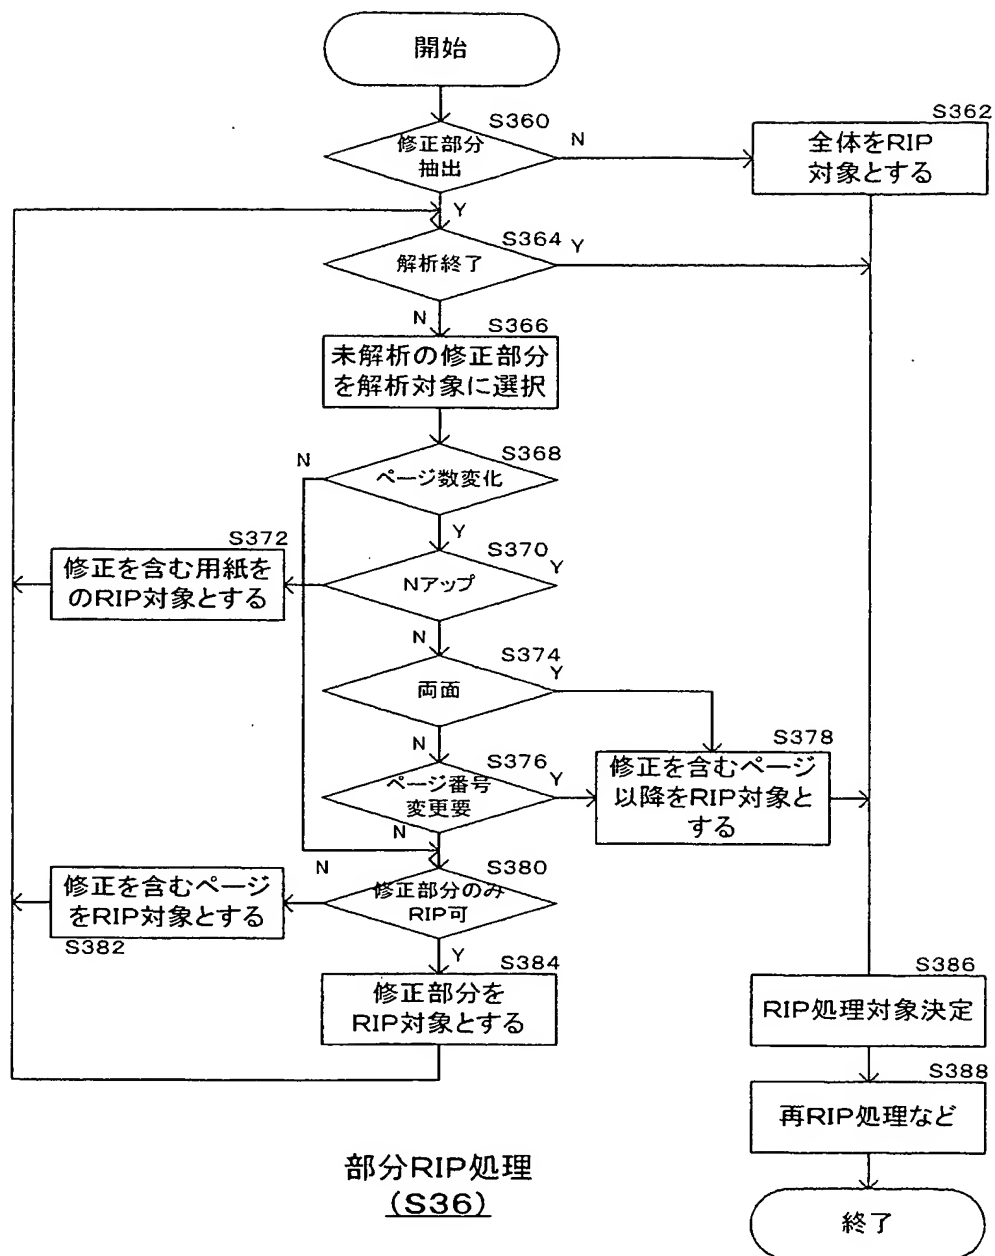 開始
S360
修正部分
抽出
N
S362
全体をRIP
対象とする
Y
S364
解析終了
Y
N
S366
未解析の修正部分
を解析対象に選択
S368
N
ページ数変化
Y
S370
Nアップ
Y
S372
修正を含む用紙を
のRIP対象とする
N
S374
両面
Y
N
S376
ページ番号
変更要
Y
S378
修正を含むページ
以降をRIP対象と
する
N
N
S380
修正部分のみ
RIP可
修正を含むページ
をRIP対象とする
S382
Y
S384
修正部分を
RIP対象とする
S386
RIP処理対象決定
S388
再RIP処理など
終了
部分RIP処理
(S36)